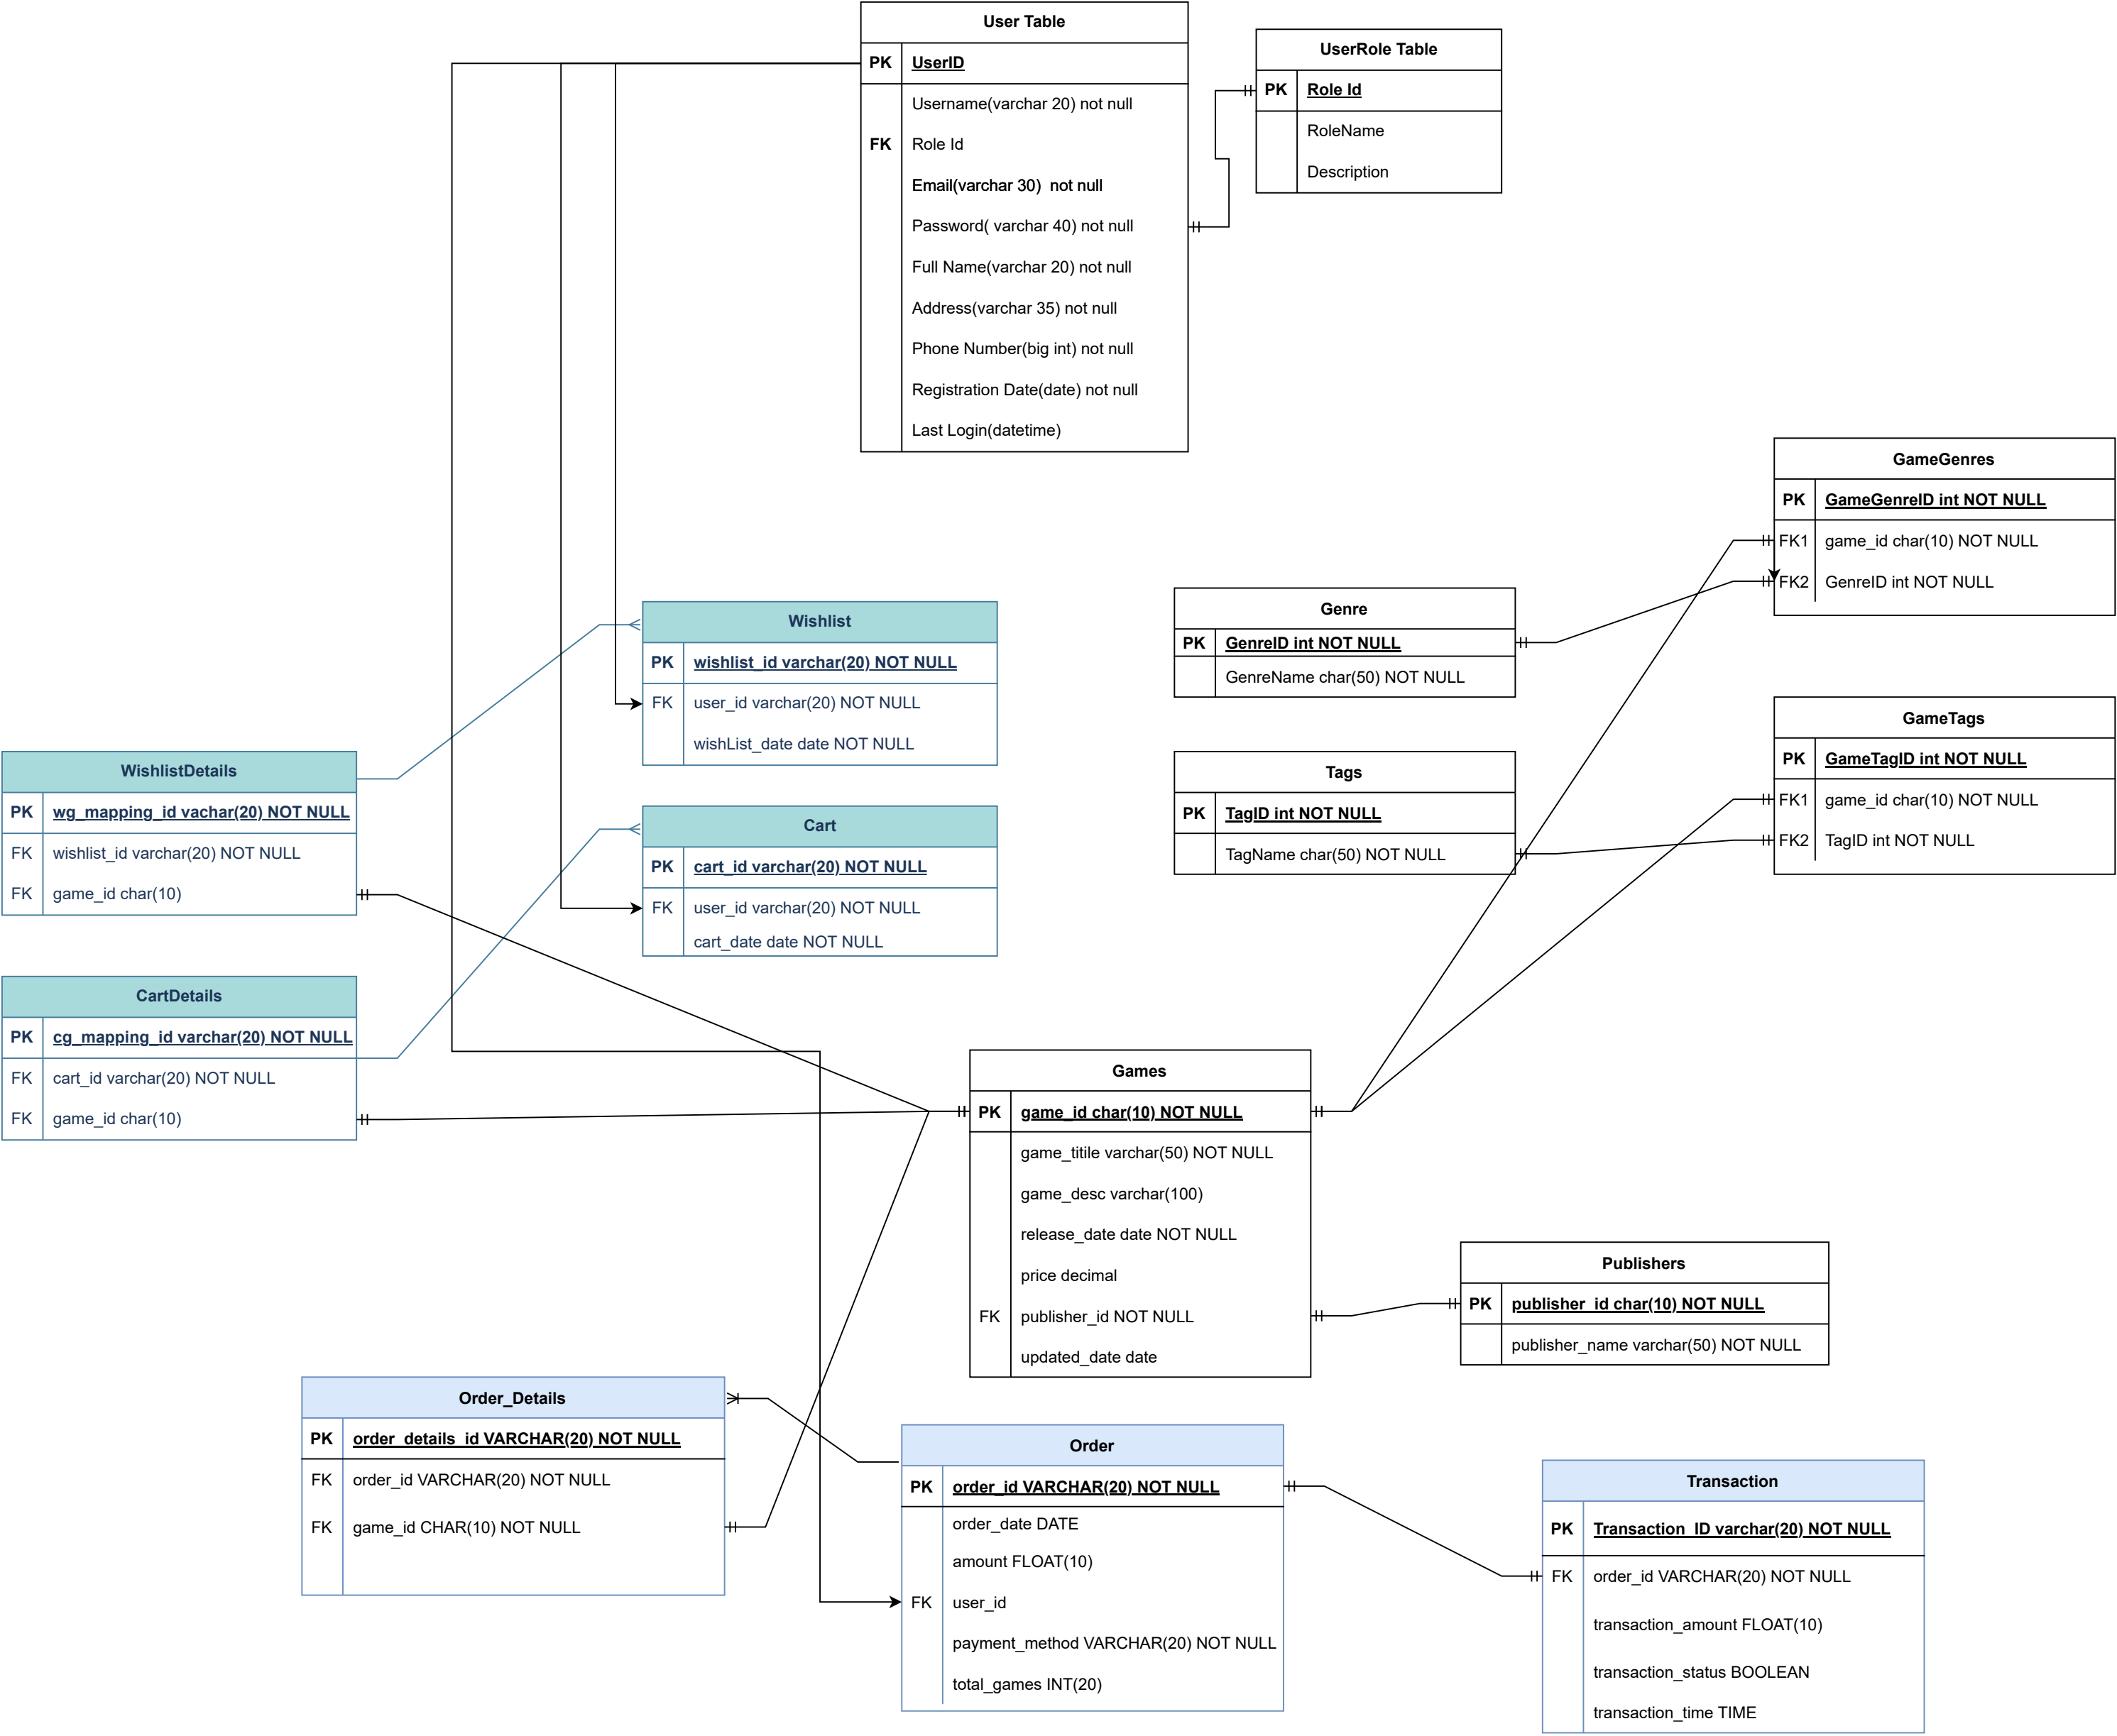 User Table
PK UserID
Username(varchar 20) not null
FK Role Id
Email(varchar 30)  not null
Password( varchar 40) not null
Full Name(varchar 20) not null
Address(varchar 35) not null
Phone Number(big int) not null
Registration Date(date) not null
Last Login(datetime)
UserRole Table
PK Role Id
RoleName
Description
GameGenres
PK GameGenreID int NOT NULL
FK1 game_id char(10) NOT NULL
FK2 GenreID int NOT NULL
Genre
PK GenreID int NOT NULL
GenreName char(50) NOT NULL
Wishlist
PK wishlist_id varchar(20) NOT NULL
FK user_id varchar(20) NOT NULL
wishList_date date NOT NULL
GameTags
PK GameTagID int NOT NULL
FK1 game_id char(10) NOT NULL
FK2 TagID int NOT NULL
Tags
PK TagID int NOT NULL
TagName char(50) NOT NULL
WishlistDetails
PK wg_mapping_id vachar(20) NOT NULL
FK wishlist_id varchar(20) NOT NULL
FK game_id char(10)
Cart
PK cart_id varchar(20) NOT NULL
FK user_id varchar(20) NOT NULL
cart_date date NOT NULL
CartDetails
PK cg_mapping_id varchar(20) NOT NULL
FK cart_id varchar(20) NOT NULL
FK game_id char(10)
Games
PK game_id char(10) NOT NULL
game_titile varchar(50) NOT NULL
game_desc varchar(100)
release_date date NOT NULL
price decimal
FK publisher_id NOT NULL
updated_date date
Publishers
PK publisher_id char(10) NOT NULL
publisher_name varchar(50) NOT NULL
Order_Details
PK order_details_id VARCHAR(20) NOT NULL
FK order_id VARCHAR(20) NOT NULL
FK game_id CHAR(10) NOT NULL
Order
PK order_id VARCHAR(20) NOT NULL
order_date DATE
amount FLOAT(10)
FK user_id
payment_method VARCHAR(20) NOT NULL
total_games INT(20)
Transaction
PK Transaction_ID varchar(20) NOT NULL
FK order_id VARCHAR(20) NOT NULL
transaction_amount FLOAT(10)
transaction_status BOOLEAN
transaction_time TIME